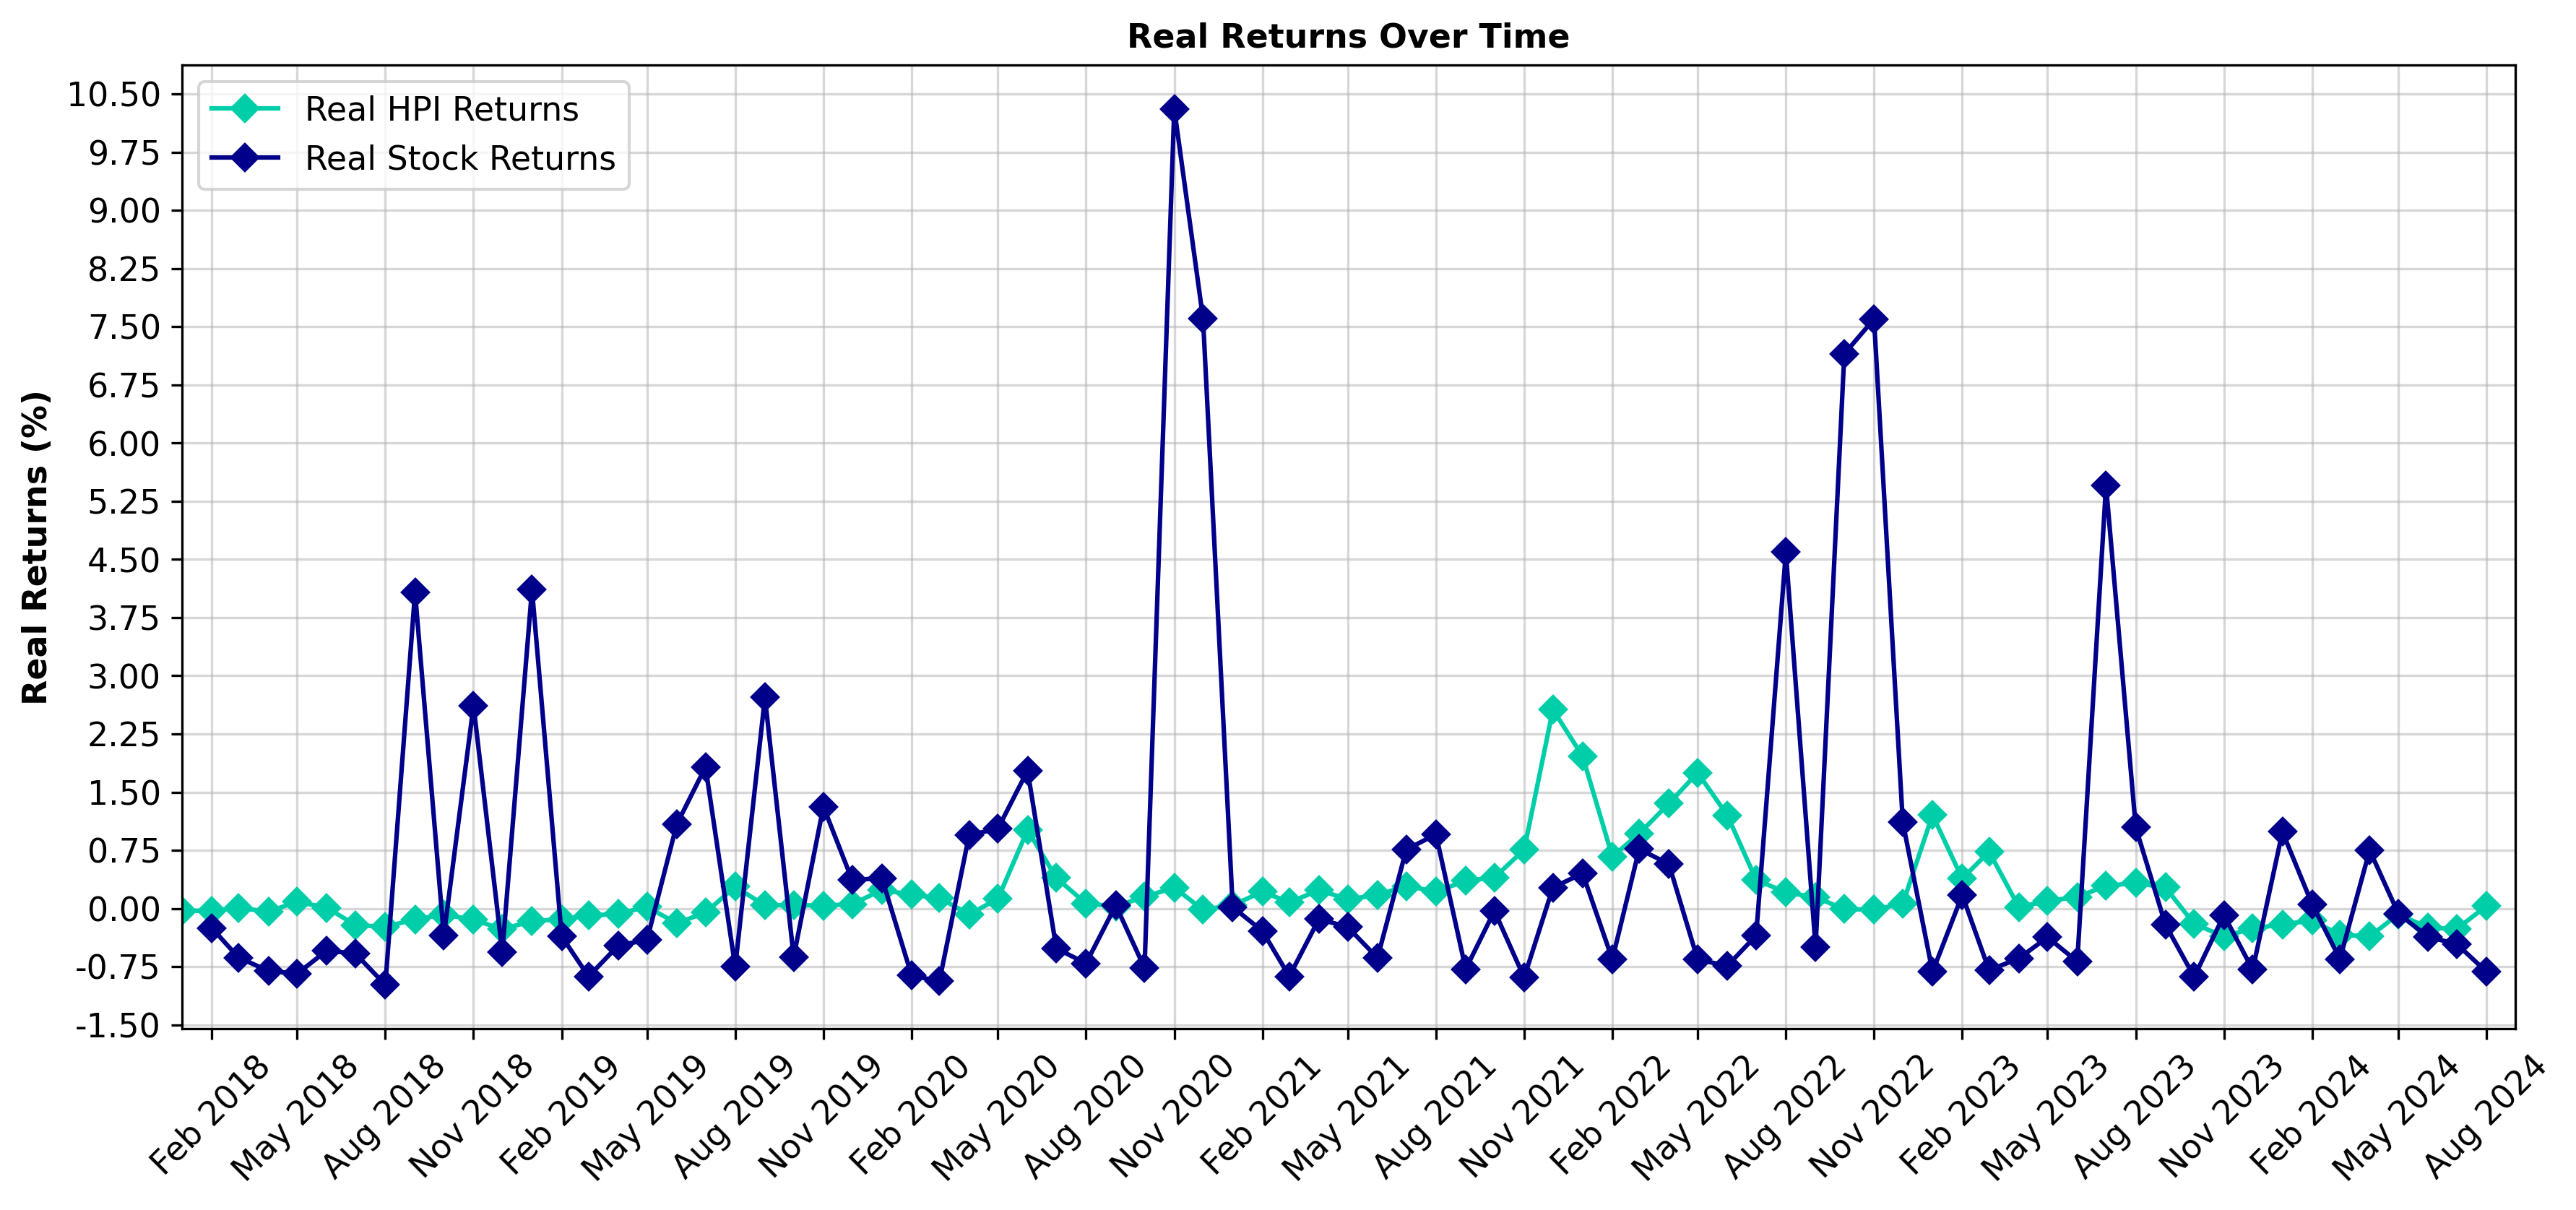 Real Returns Over Time
Real HPI Returns
Real Stock Returns
Real Returns (%)
10.50
9.75
9.00
8.25
7.50
6.75
6.00
5.25
4.50
3.75
3.00
2.25
1.50
0.75
0.00
-0.75
-1.50
Feb 2018
May 2018
Aug 2018
Nov 2018
Feb 2019
May 2019
Aug 2019
Nov 2019
Feb 2020
May 2020
Aug 2020
Nov 2020
Feb 2021
May 2021
Aug 2021
Nov 2021
Feb 2022
May 2022
Aug 2022
Nov 2022
Feb 2023
May 2023
Aug 2023
Nov 2023
Feb 2024
May 2024
Aug 2024